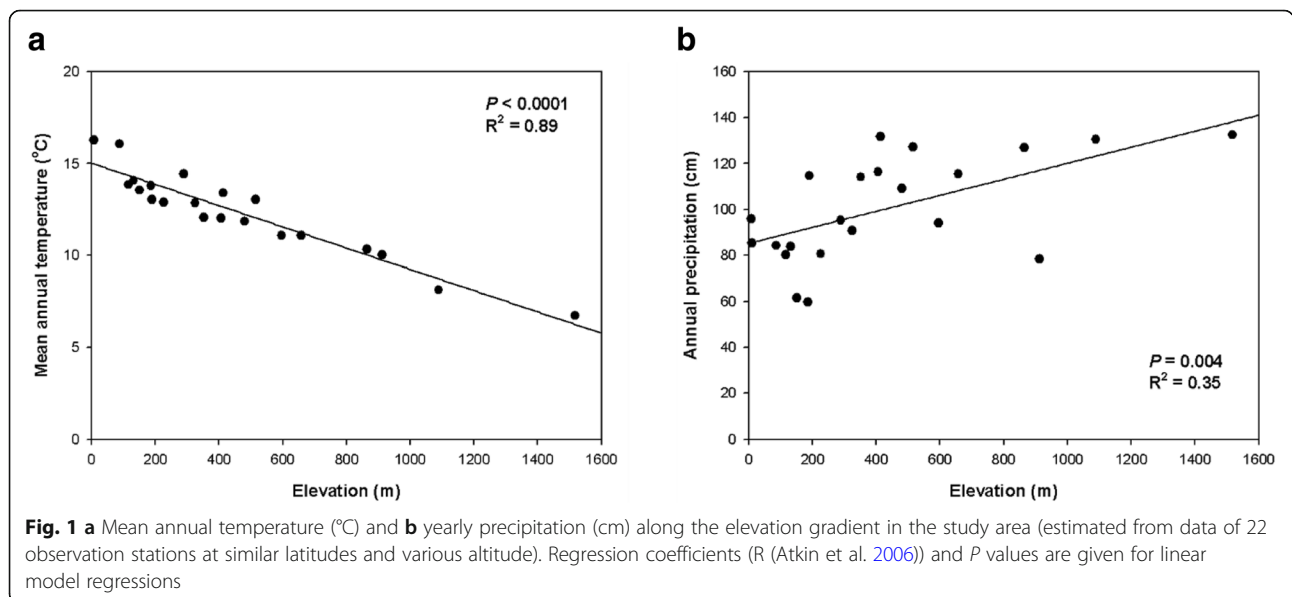 a
20
15
10
5
0
Mean annual temperature (°C)
P < 0.0001
R² = 0.89
0 200 400 600 800 1000 1200 1400 1600
Elevation (m)
b
160
140
120
100
80
60
40
20
0
Annual precipitation (cm)
P = 0.004
R² = 0.35
0 200 400 600 800 1000 1200 1400 1600
Elevation (m)
Fig. 1 a Mean annual temperature (°C) and b yearly precipitation (cm) along the elevation gradient in the study area (estimated from data of 22
observation stations at similar latitudes and various altitude). Regression coefficients (R (Atkin et al. 2006)) and P values are given for linear
model regressions